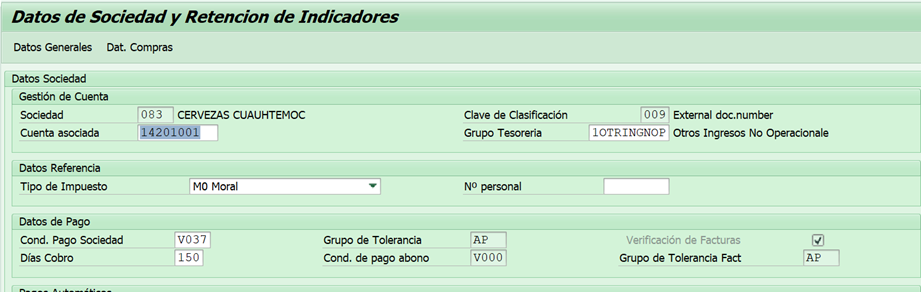 Datos de Sociedad y Retencion de Indicadores
Datos Generales Dat. Compras
Datos Sociedad
Gestión de Cuenta
Sociedad 083 CERVEZAS CUAUHTEMOC Clave de Clasificación 009 External doc.number
Cuenta asociada 14201001 Grupo Tesoreria 1OTRINGNOP Otros Ingresos No Operacionale
Datos Referencia
Tipo de Impuesto M0 Moral Nº personal
Datos de Pago
Cond. Pago Sociedad V037 Grupo de Tolerancia AP Verificación de Facturas
Días Cobro 150 Cond. de pago abono V000 Grupo de Tolerancia Fact AP
Pagos Automáticos